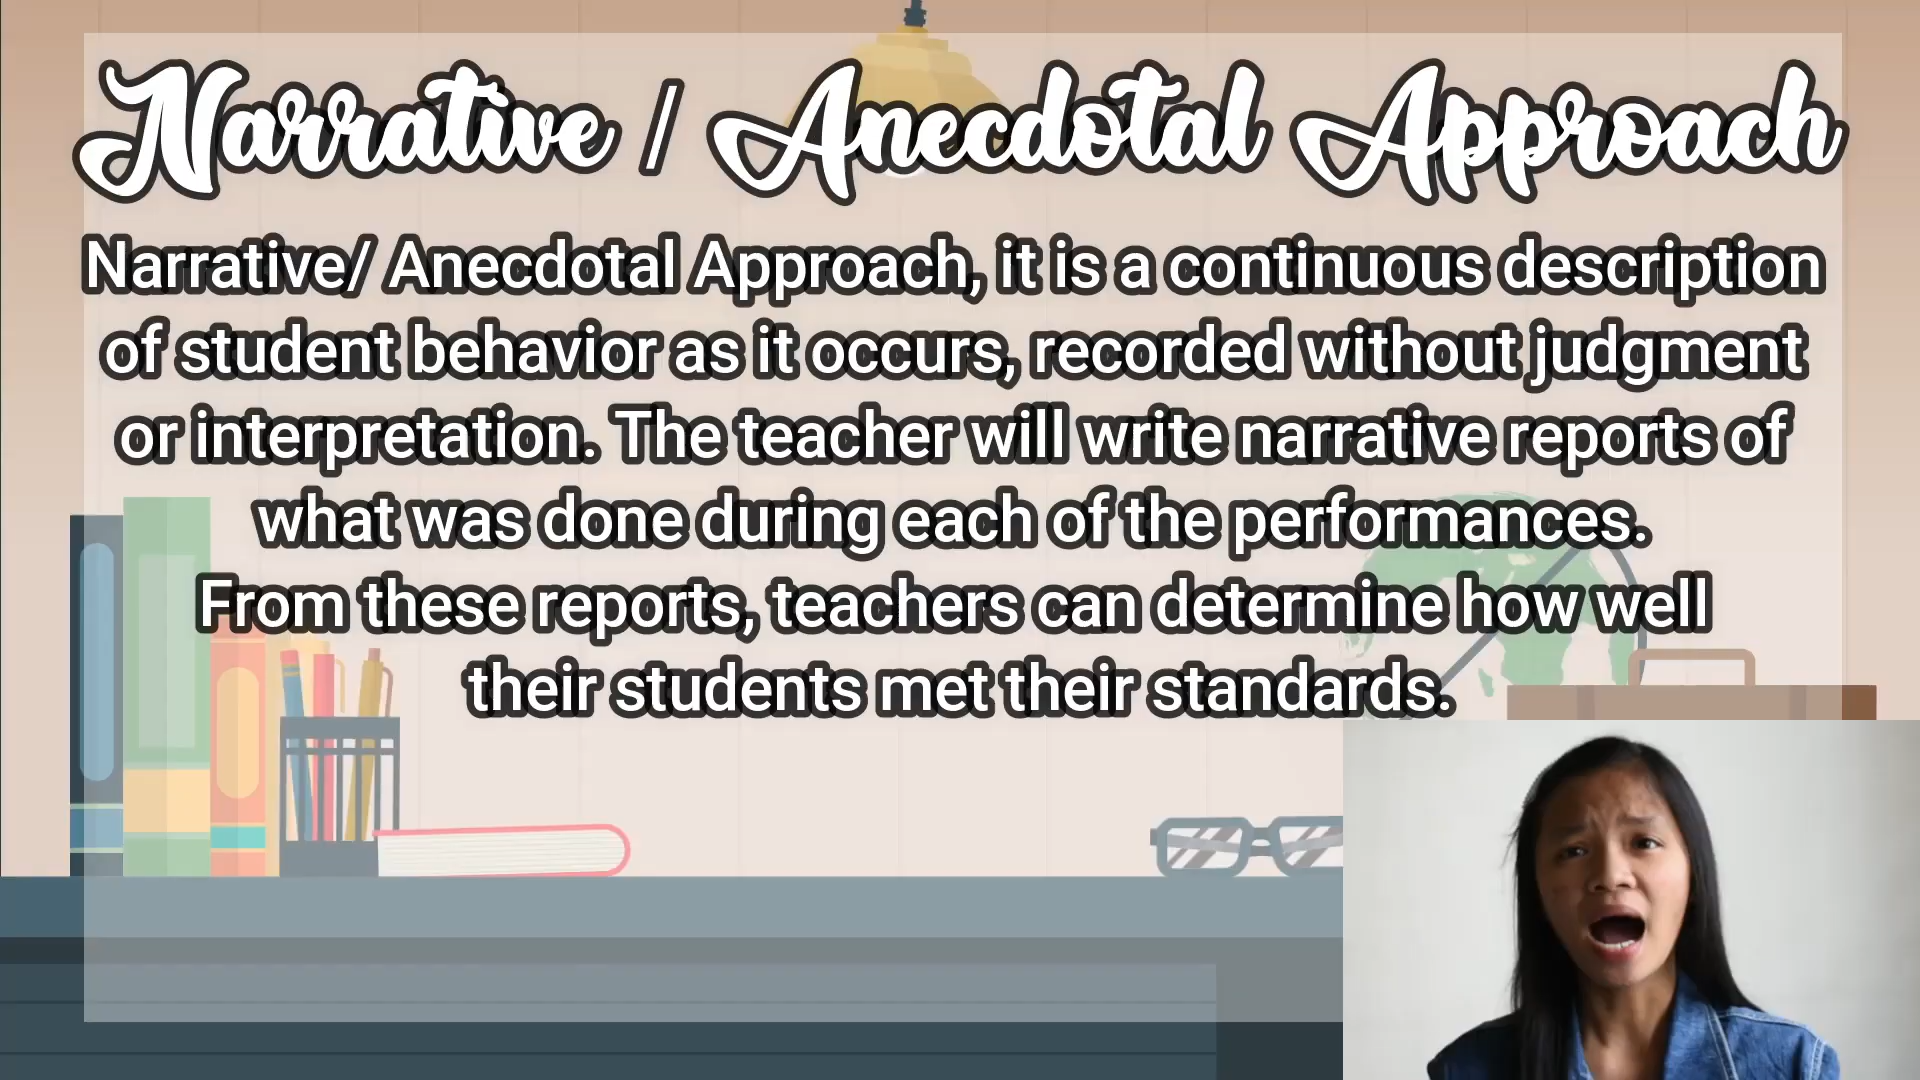 Narrative / Anecdotal Approach
Narrative/ Anecdotal Approach, it is a continuous description
of student behavior as it occurs, recorded without judgment
or interpretation. The teacher will write narrative reports of
what was done during each of the performances.
From these reports, teachers can determine how well
their students met their standards.